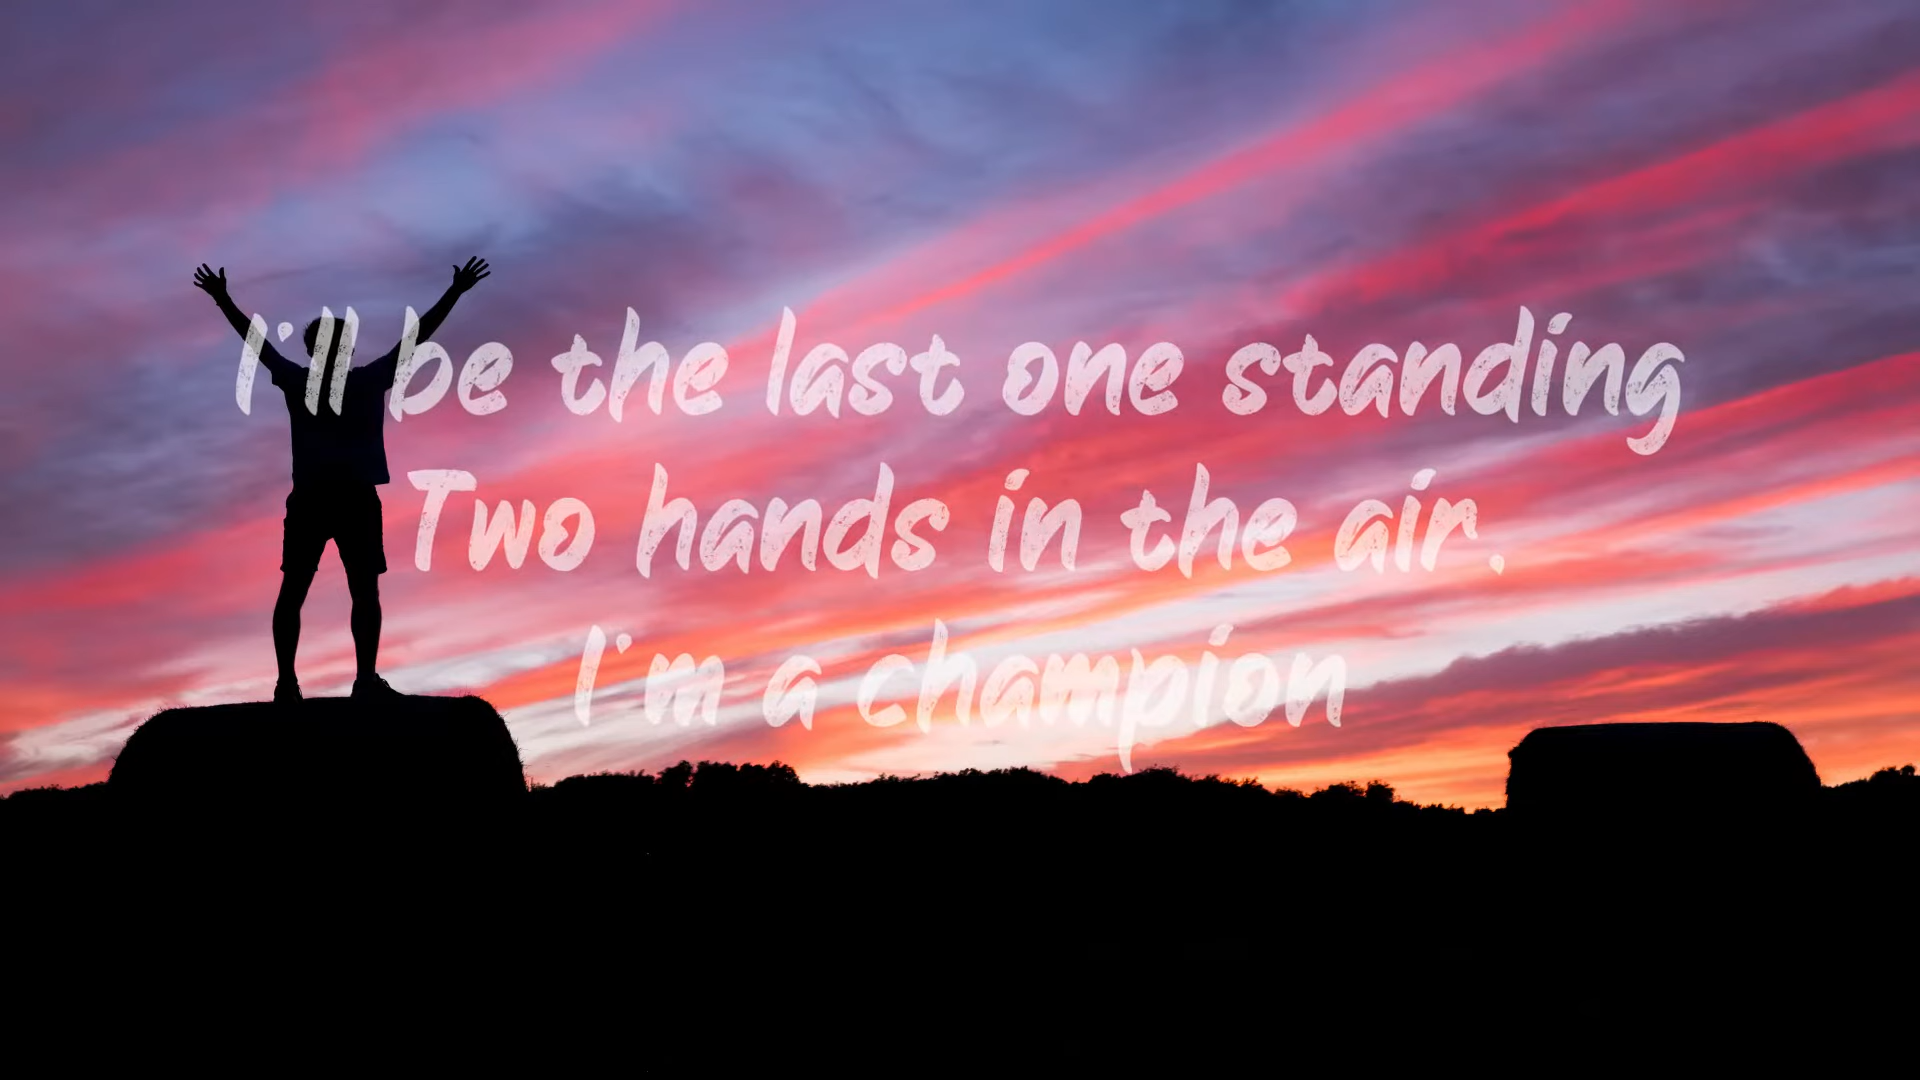 I'll be the last one standing
Two hands in the air.
I'm a champion